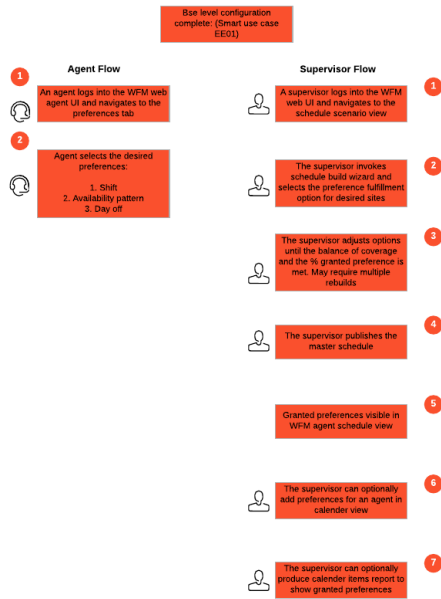 Bse level configuration
complete: (Smart use case
EE01)
Agent Flow
1
An agent logs into the WFM web
agent UI and navigates to the
preferences tab
2
Agent selects the desired
preferences:
1. Shift
2. Availability pattern
3. Day off
Supervisor Flow
1
A supervisor logs into the WFM
web UI and navigates to the
schedule scenario view
2
The supervisor invokes
schedule build wizard and
selects the preference fulfillment
option for desired sites
3
The supervisor adjusts options
until the balance of coverage
and the % granted preference is
met. May require multiple
rebuilds
4
The supervisor publishes the
master schedule
5
Granted preferences visible in
WFM agent schedule view
6
The supervisor can optionally
add preferences for an agent in
calender view
7
The supervisor can optionally
produce calender items report to
show granted preferences